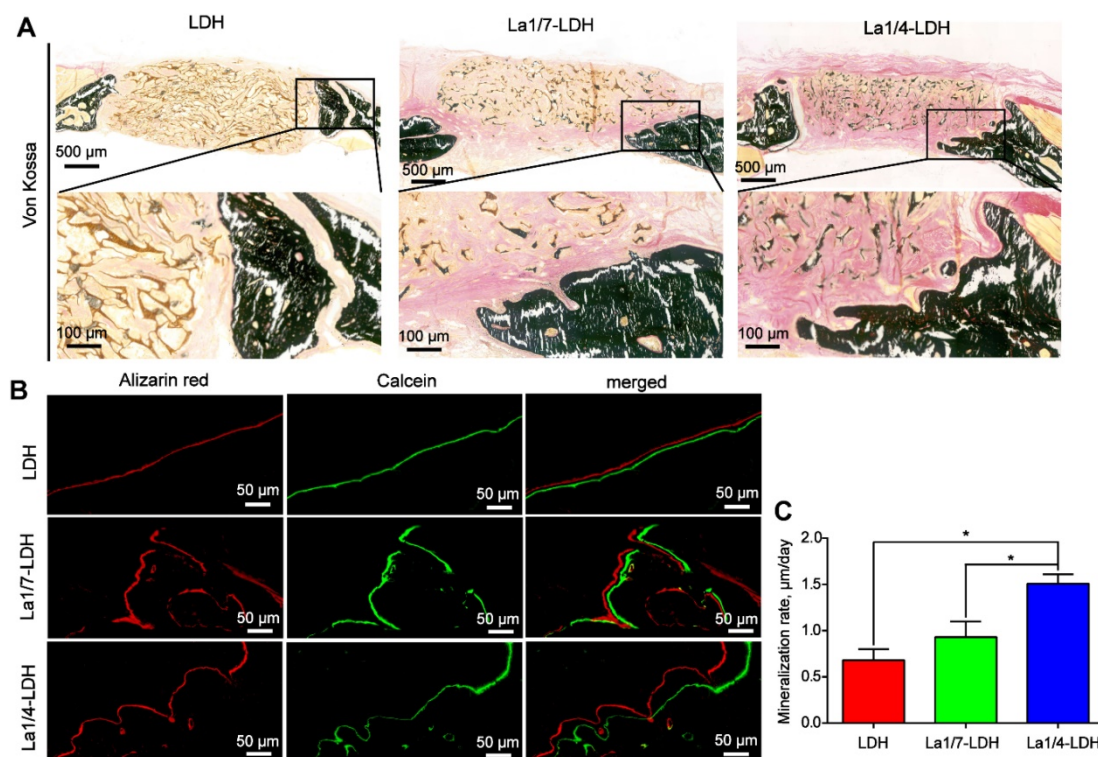 A
LDH
La1/7-LDH
La1/4-LDH
Von Kossa
500 µm
500 µm
500 µm
100 µm
100 µm
100 µm
B
Alizarin red
Calcein
merged
LDH
50 µm
50 µm
50 µm
La1/7-LDH
50 µm
50 µm
50 µm
La1/4-LDH
50 µm
50 µm
50 µm
C
Mineralization rate, µm/day
2.0
1.5
1.0
0.5
0.0
*
*
LDH
La1/7-LDH
La1/4-LDH